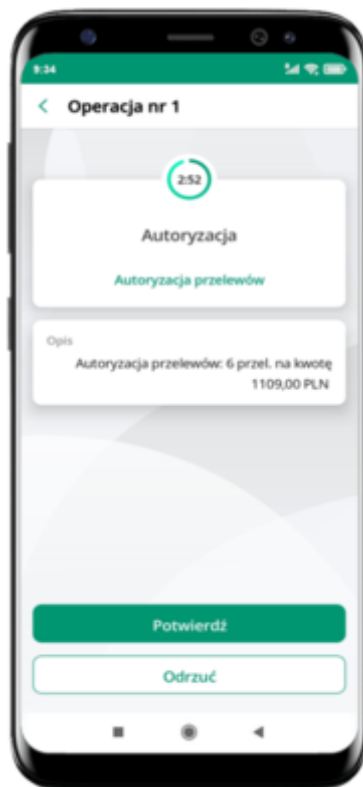 9:34
Operacja nr 1
2:52
Autoryzacja
Autoryzacja przelewów
Opis
Autoryzacja przelewów: 6 przel. na kwotę
1109,00 PLN
Potwierdź
Odrzuć